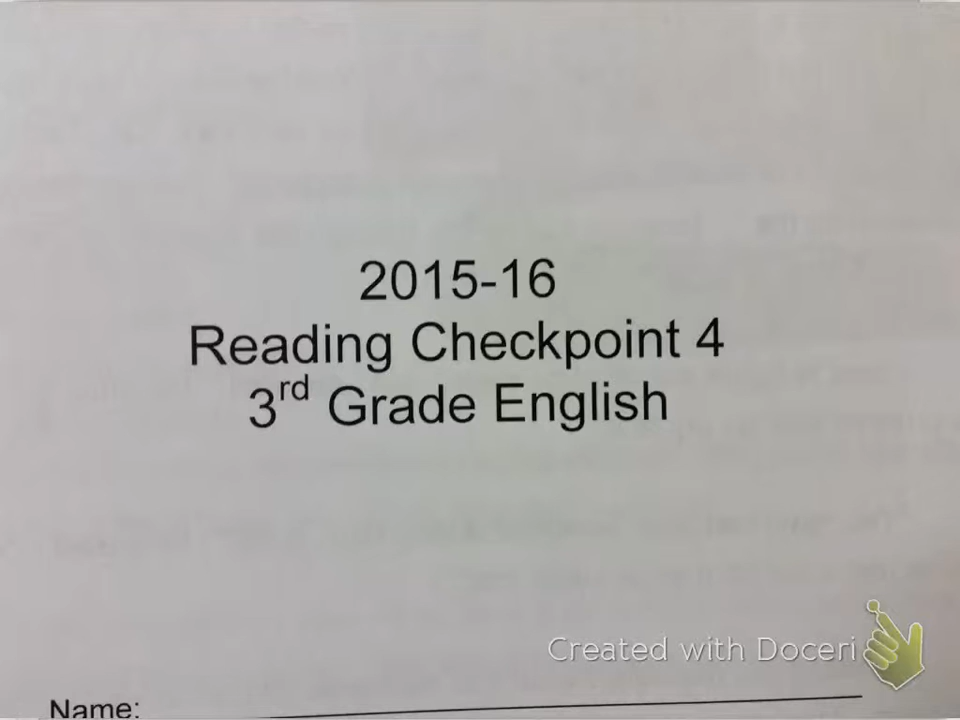 2015-16
Reading Checkpoint 4
3rd Grade English
Created with Doceri
Name: